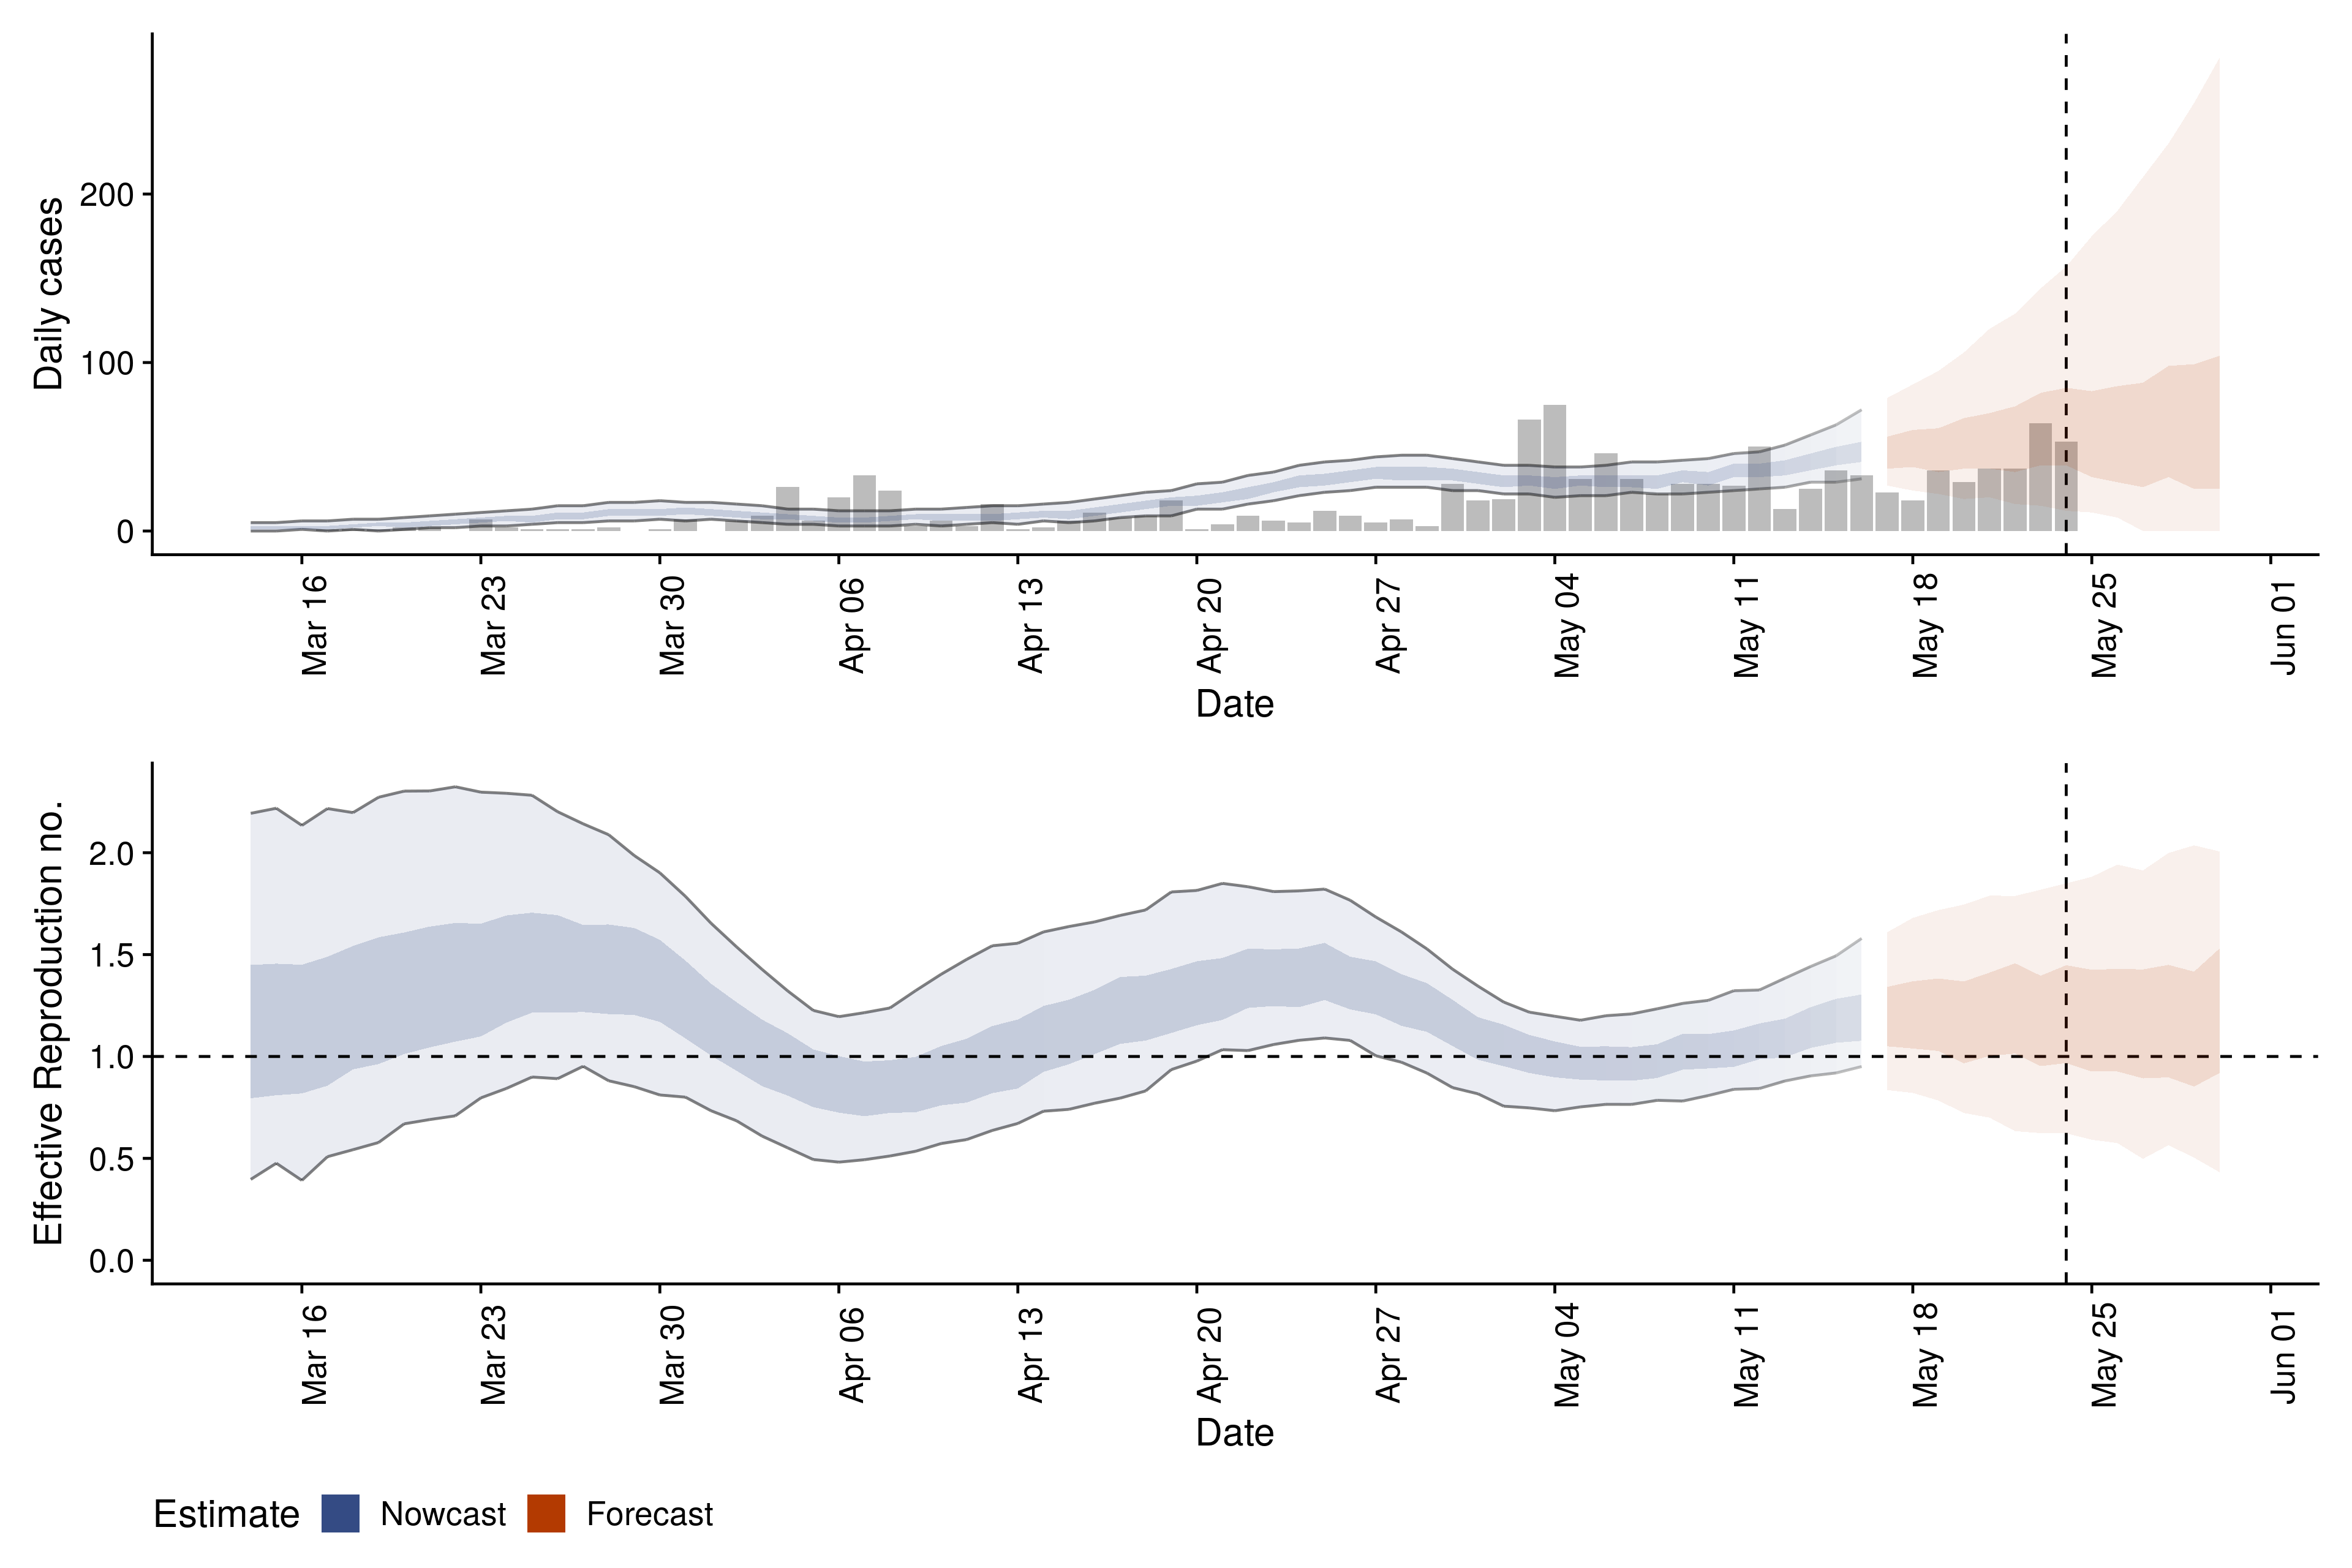 Daily cases
200
100
0
Mar 16
Mar 23
Mar 30
Apr 06
Apr 13
Apr 20
Apr 27
May 04
May 11
May 18
May 25
Jun 01
Date
Effective Reproduction no.
2.0
1.5
1.0
0.5
0.0
Mar 16
Mar 23
Mar 30
Apr 06
Apr 13
Apr 20
Apr 27
May 04
May 11
May 18
May 25
Jun 01
Date
Estimate Nowcast Forecast